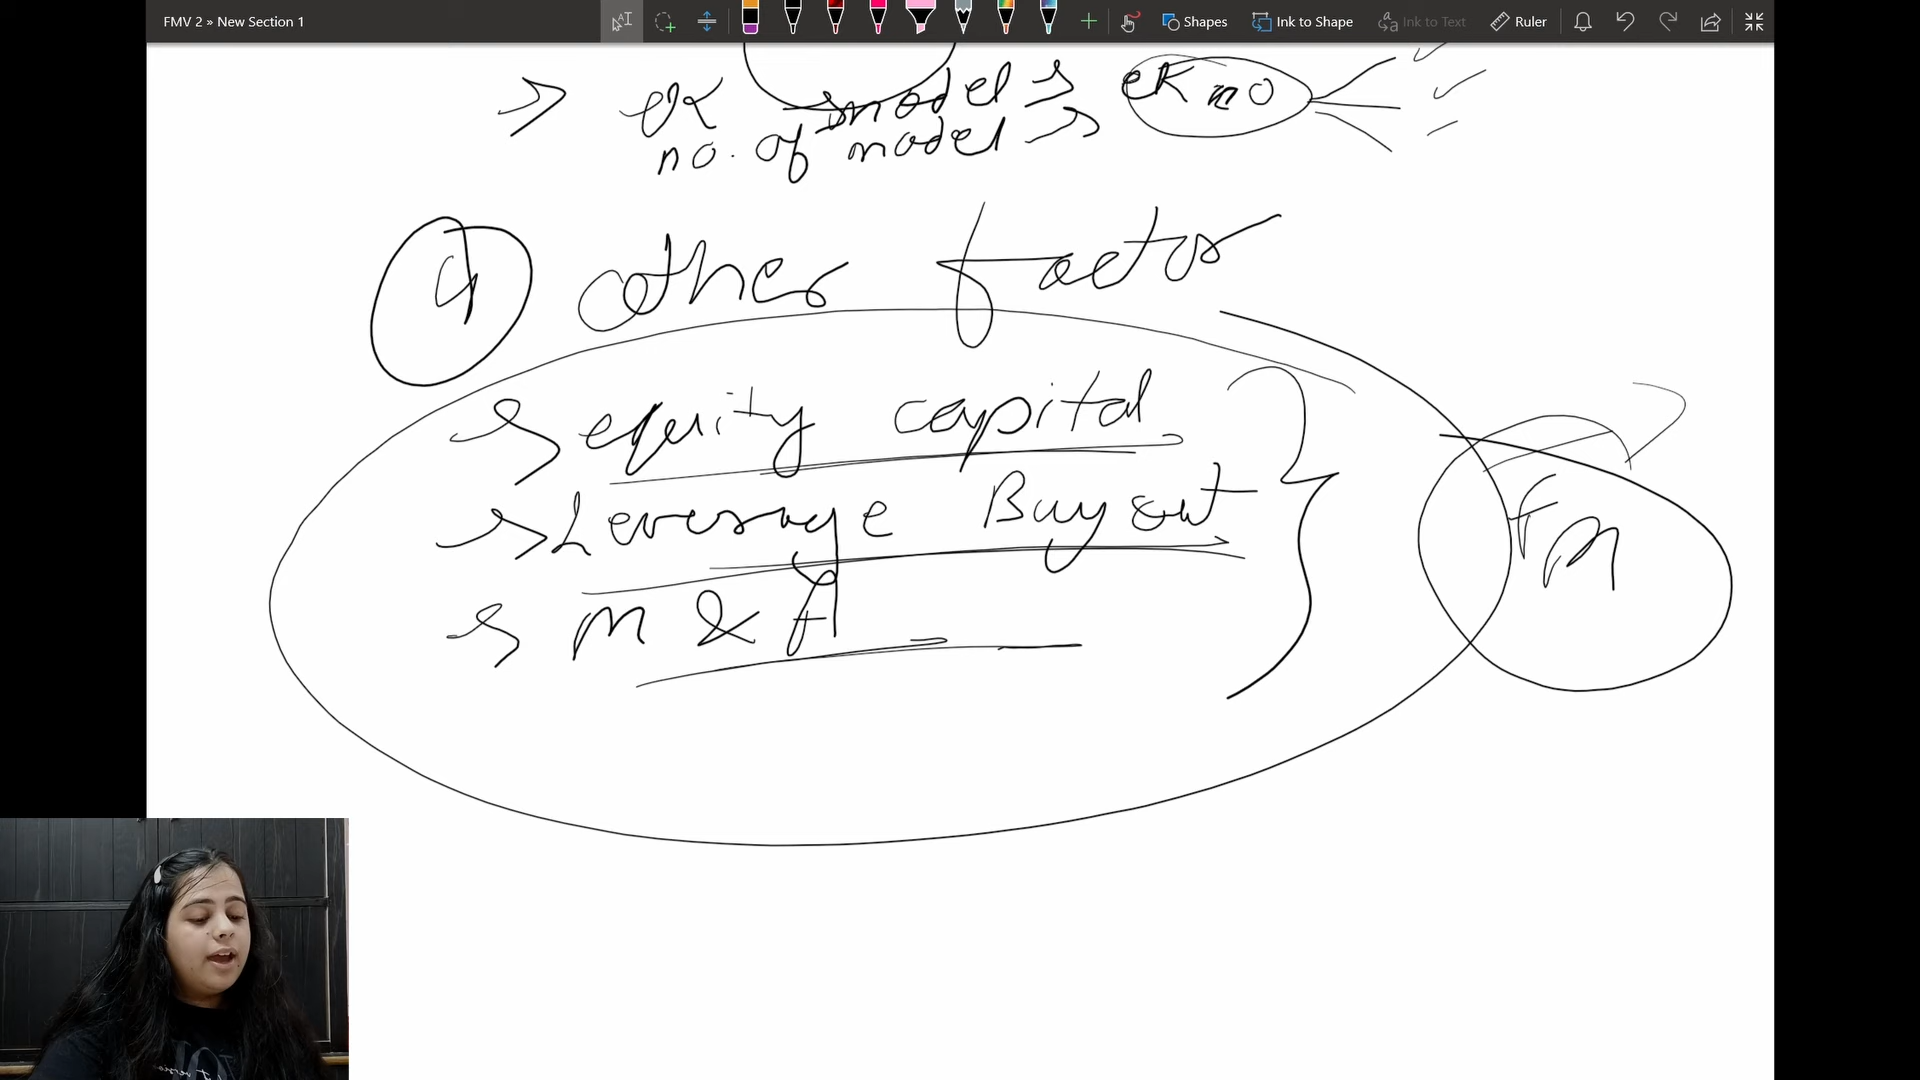 FMV 2 » New Section 1
Shapes Ink to Shape Ink to Text Ruler
ek model ek no
no. of model
4 other factor
equity capital
Leverage Buy out
M & A
FM